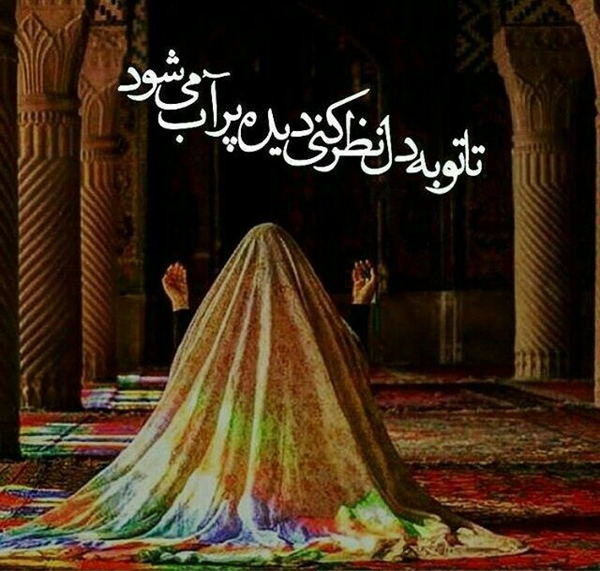 تا تو به دل نظر کنی دیده پر آب می شود